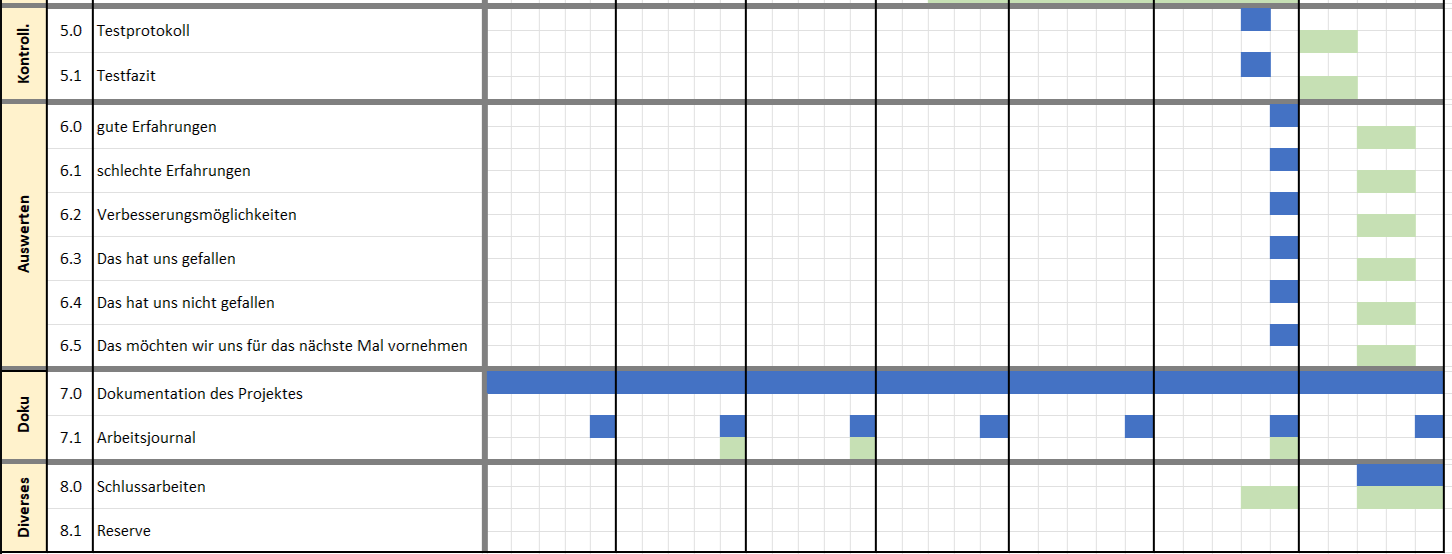 Kontroll.
5.0 Testprotokoll
5.1 Testfazit
Auswerten
6.0 gute Erfahrungen
6.1 schlechte Erfahrungen
6.2 Verbesserungsmöglichkeiten
6.3 Das hat uns gefallen
6.4 Das hat uns nicht gefallen
6.5 Das möchten wir uns für das nächste Mal vornehmen
Doku
7.0 Dokumentation des Projektes
7.1 Arbeitsjournal
Diverses
8.0 Schlussarbeiten
8.1 Reserve